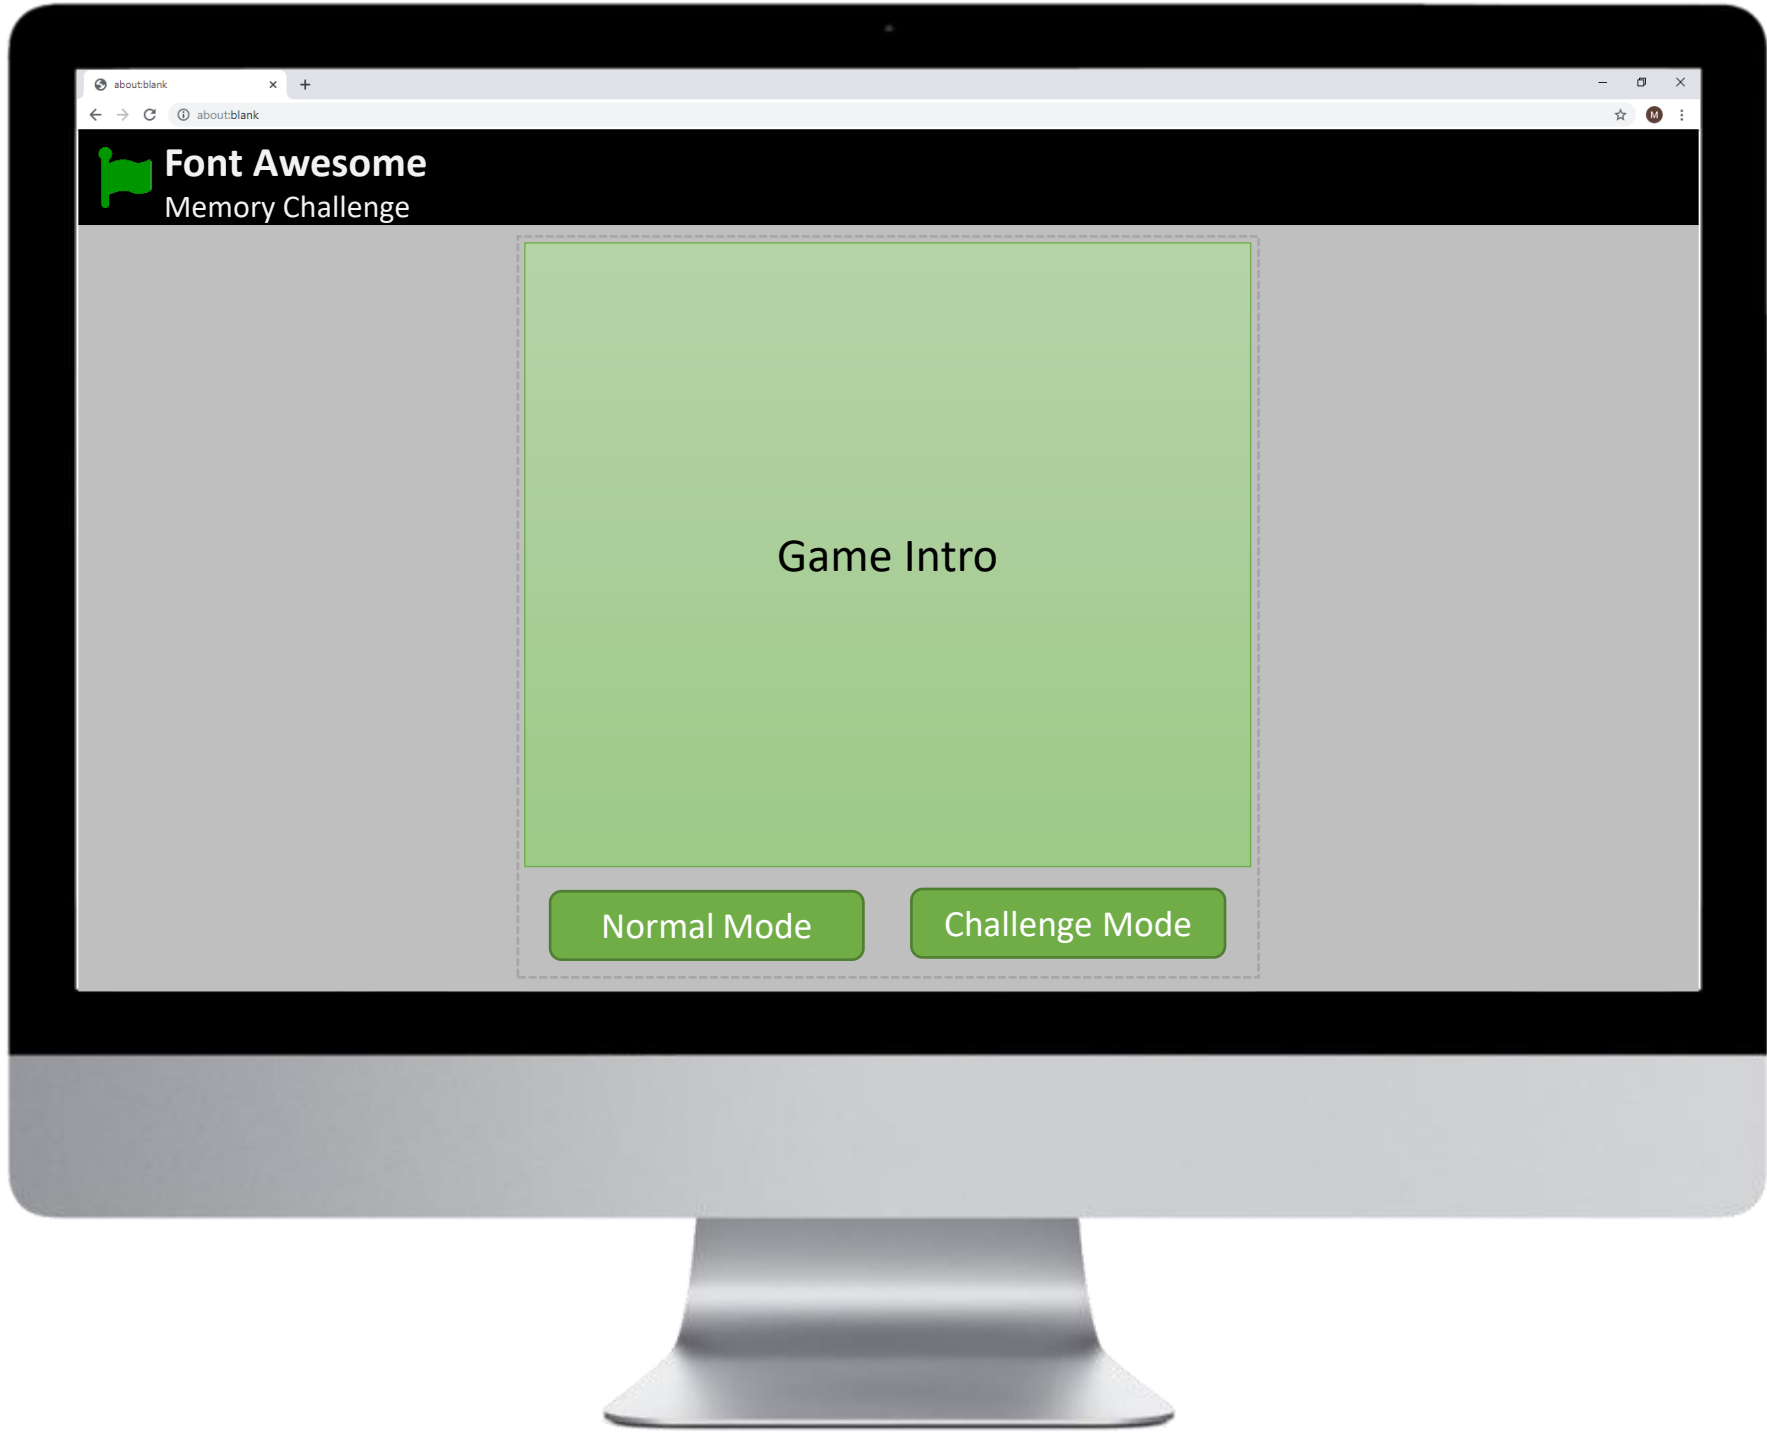 about:blank
about:blank
M
Font Awesome
Memory Challenge
Game Intro
Normal Mode
Challenge Mode